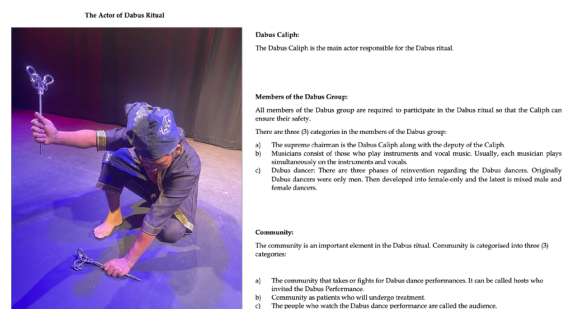 The Actor of Dabus Ritual
Dabus Caliph:
The Dabus Caliph is the main actor responsible for the Dabus ritual.
Members of the Dabus Group:
All members of the Dabus group are required to participate in the Dabus ritual so that the Caliph can
ensure their safety.
There are three (3) categories in the members of the Dabus group:
a) The supreme chairman is the Dabus Caliph along with the deputy of the Caliph.
b) Musicians consist of those who play instruments and vocal music. Usually, each musician plays
simultaneously on the instruments and vocals.
c) Dabus dancer: There are three phases of reinvention regarding the Dabus dancers. Originally
Dabus dancers were only men. Then developed into female-only and the latest is mixed male and
female dancers.
Community:
The community is an important element in the Dabus ritual. Community is categorised into three (3)
categories:
a) The community that takes or fights for Dabus dance performances. It can be called hosts who
invited the Dabus Performance.
b) Community as patients who will undergo treatment.
c) The people who watch the Dabus dance performance are called the audience.